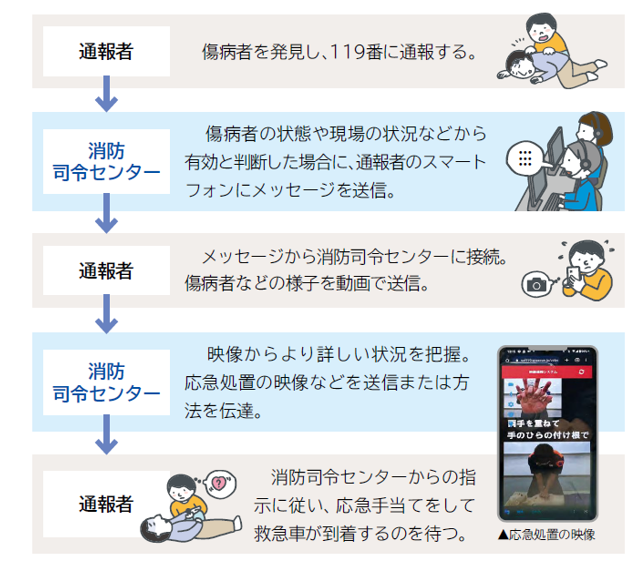 通報者
傷病者を発見し、119番に通報する。
消防
司令センター
傷病者の状態や現場の状況などから
有効と判断した場合に、通報者のスマート
フォンにメッセージを送信。
通報者
メッセージから消防司令センターに接続。
傷病者などの様子を動画で送信。
消防
司令センター
映像からより詳しい状況を把握。
応急処置の映像などを送信または方
法を伝達。
両手を重ねて
手のひらの付け根で
▲応急処置の映像
通報者
消防司令センターからの指
示に従い、応急手当てをして
救急車が到着するのを待つ。